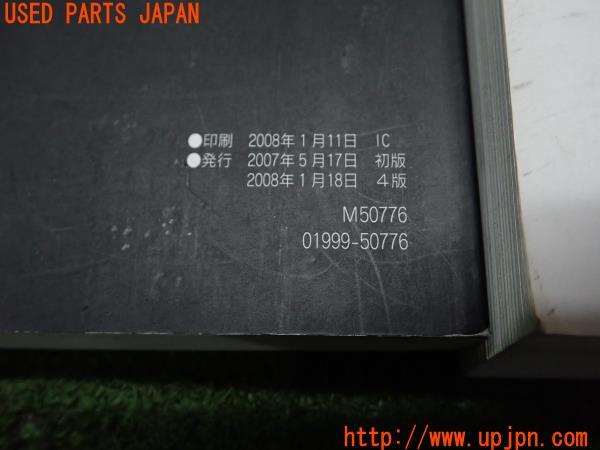 USED PARTS JAPAN
●印刷 2008年1月11日 IC
●発行 2007年5月17日 初版
2008年1月18日 4版
M50776
01999-50776
UPJ
http://www.upjpn.com/